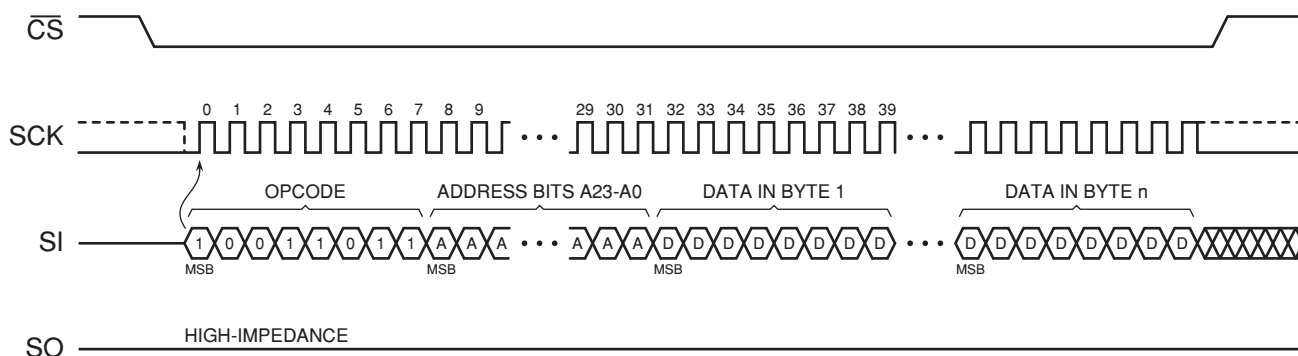 CS
0 1 2 3 4 5 6 7 8 9 29 30 31 32 33 34 35 36 37 38 39
SCK
OPCODE ADDRESS BITS A23-A0 DATA IN BYTE 1 DATA IN BYTE n
SI 1 0 0 1 1 0 1 1 A A A A A A D D D D D D D D D D D D D D D D
MSB MSB MSB MSB
HIGH-IMPEDANCE
SO